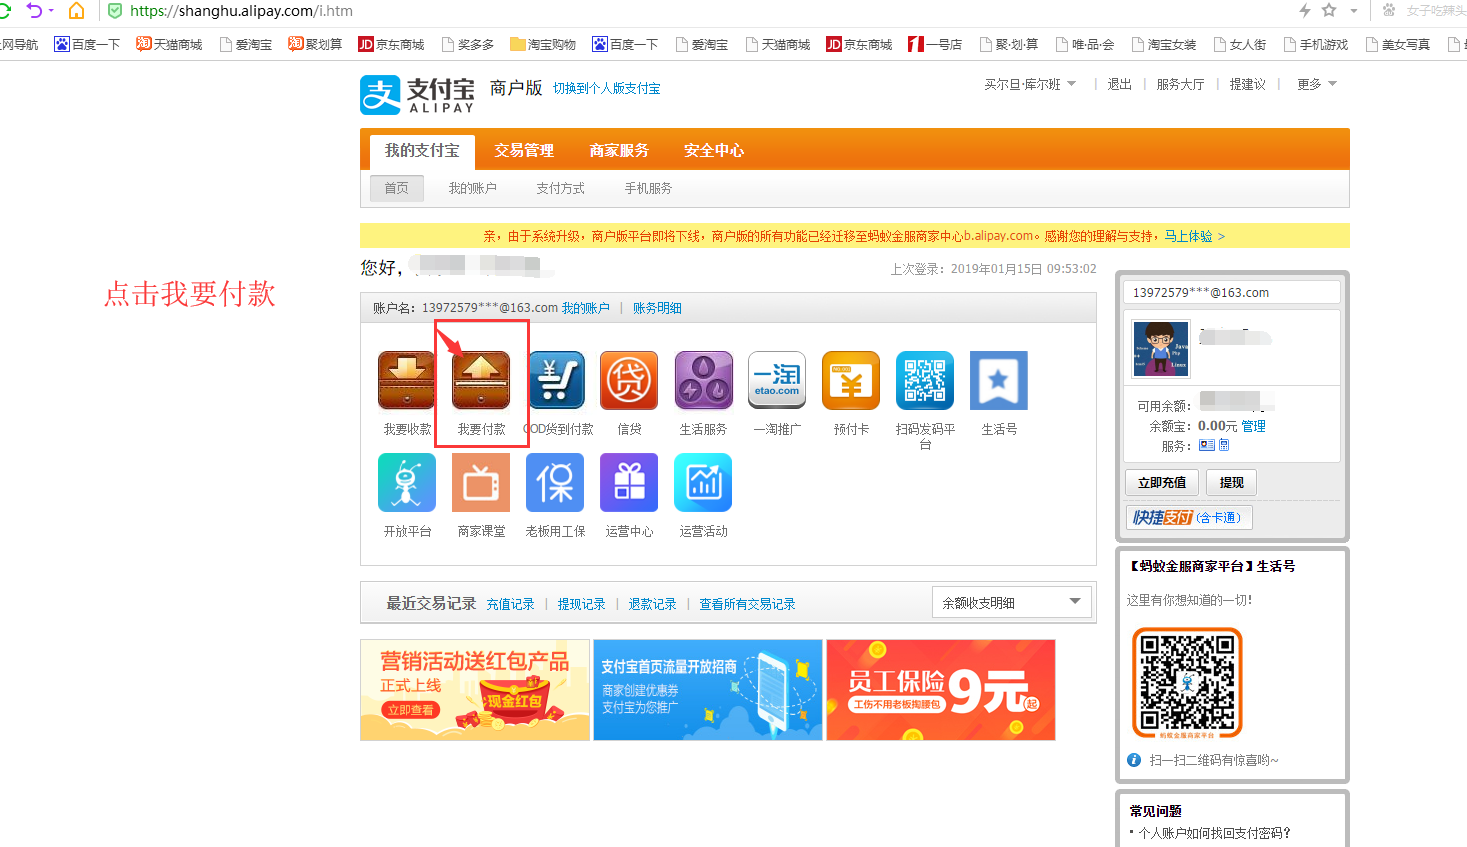 https://shanghu.alipay.com/i.htm
女子吃辣头
网导航 百度一下 天猫商城 爱淘宝 聚划算 京东商城 奖多多 淘宝购物 百度一下 爱淘宝 天猫商城 京东商城 一号店 聚·划·算 唯·品·会 淘宝女装 女人街 手机游戏 美女写真
支付宝 ALIPAY 商户版 切换到个人版支付宝
买尔旦·库尔班 | 退出 | 服务大厅 | 提建议 | 更多
我的支付宝 交易管理 商家服务 安全中心
首页 我的账户 支付方式 手机服务
亲，由于系统升级，商户版平台即将下线，商户版的所有功能已经迁移至蚂蚁金服商家中心b.alipay.com。感谢您的理解与支持，马上体验 >
点击我要付款
您好，
上次登录：2019年01月15日 09:53:02
账户名：13972579***@163.com 我的账户 | 账务明细
贷
一淘
etao.com
我要收款 我要付款 COD货到付款 信贷 生活服务 一淘推广 预付卡 扫码发码平台 生活号
保
开放平台 商家课堂 老板用工保 运营中心 运营活动
最近交易记录 充值记录 | 提现记录 | 退款记录 | 查看所有交易记录
余额收支明细
营销活动送红包产品
正式上线
立即查看
现金红包
支付宝首页流量开放招商
商家创建优惠券
支付宝为您推广
员工保险
工伤不用老板掏腰包
9元起
13972579***@163.com
Java
Php
Linux
可用余额：
余额宝：0.00元 管理
服务：
立即充值 提现
快捷支付(含卡通)
【蚂蚁金服商家平台】生活号
这里有你想知道的一切！
蚂蚁金服商家平台
扫一扫二维码有惊喜哟~
常见问题
· 个人账户如何找回支付密码？